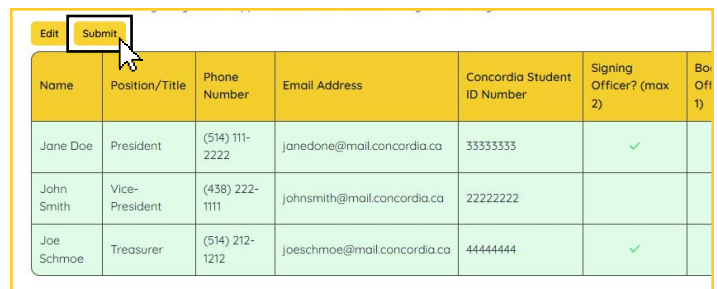 Edit Submit
Name Position/Title Phone Number Email Address Concordia Student ID Number Signing Officer? (max 2) 1)
Jane Doe President (514) 111-2222 janedone@mail.concordia.ca 33333333
John Smith Vice-President (438) 222-1111 johnsmith@mail.concordia.ca 22222222
Joe Schmoe Treasurer (514) 212-1212 joeschmoe@mail.concordia.ca 44444444